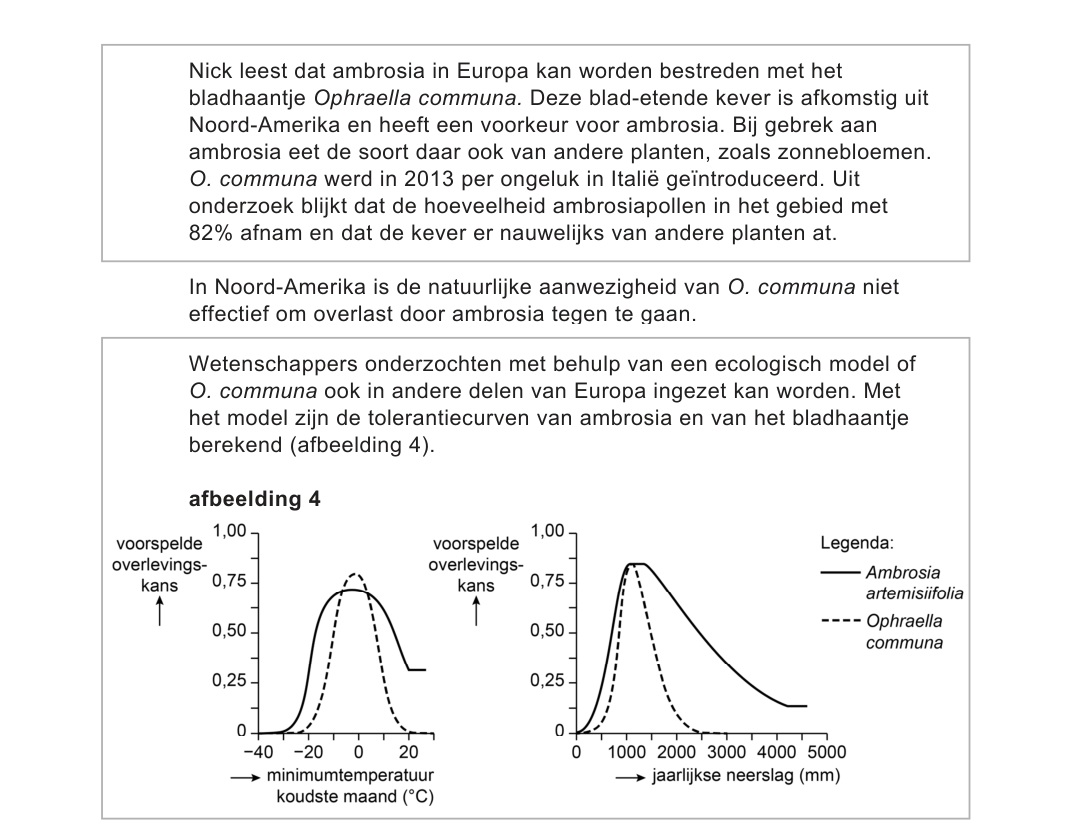 Nick leest dat ambrosia in Europa kan worden bestreden met het
bladhaantje Ophraella communa. Deze blad-etende kever is afkomstig uit
Noord-Amerika en heeft een voorkeur voor ambrosia. Bij gebrek aan
ambrosia eet de soort daar ook van andere planten, zoals zonnebloemen.
O. communa werd in 2013 per ongeluk in Italië geïntroduceerd. Uit
onderzoek blijkt dat de hoeveelheid ambrosiapollen in het gebied met
82% afnam en dat de kever er nauwelijks van andere planten at.
In Noord-Amerika is de natuurlijke aanwezigheid van O. communa niet
effectief om overlast door ambrosia tegen te gaan.
Wetenschappers onderzochten met behulp van een ecologisch model of
O. communa ook in andere delen van Europa ingezet kan worden. Met
het model zijn de tolerantiecurven van ambrosia en van het bladhaantje
berekend (afbeelding 4).
afbeelding 4
voorspelde
overlevings-
kans
1,00
0,75
0,50
0,25
0
−40 −20 0 20
minimumtemperatuur
koudste maand (°C)
voorspelde
overlevings-
kans
1,00
0,75
0,50
0,25
0
0 1000 2000 3000 4000 5000
jaarlijkse neerslag (mm)
Legenda:
Ambrosia
artemisiifolia
Ophraella
communa